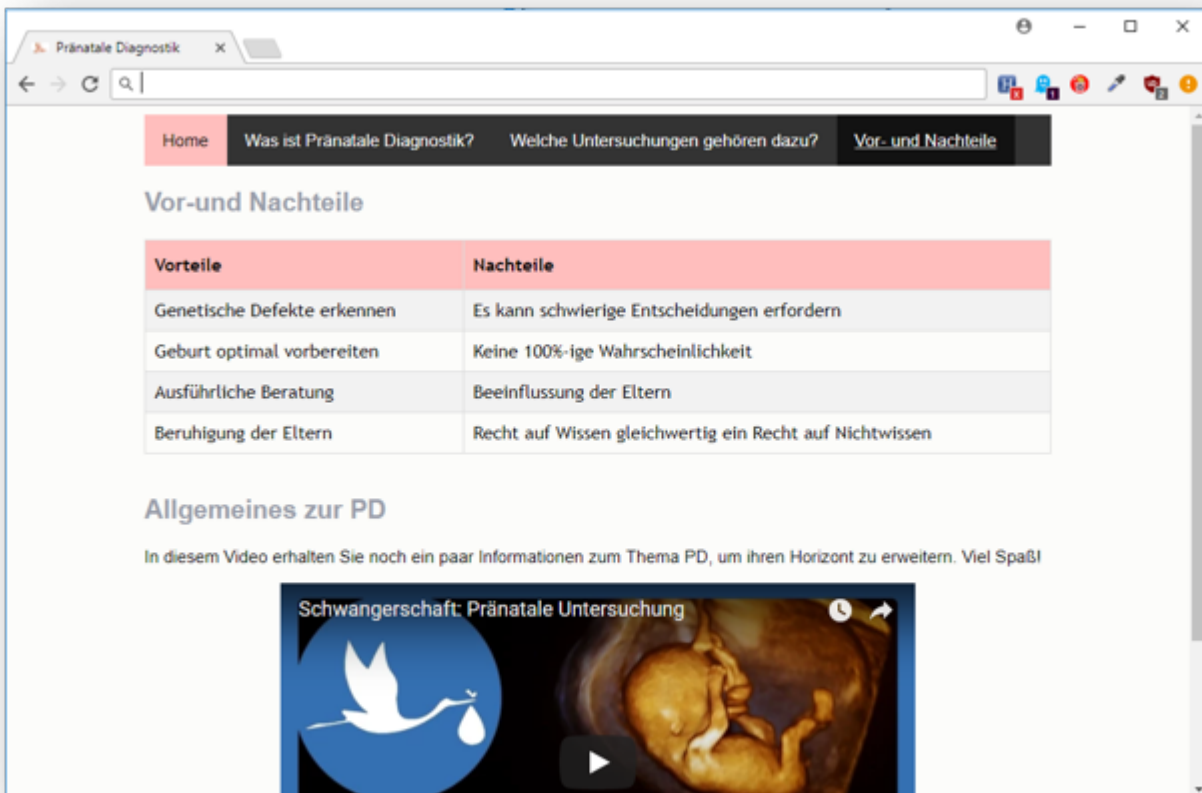 Pränatale Diagnostik
Home Was ist Pränatale Diagnostik? Welche Untersuchungen gehören dazu? Vor- und Nachteile
Vor-und Nachteile
Vorteile Nachteile
Genetische Defekte erkennen Es kann schwierige Entscheidungen erfordern
Geburt optimal vorbereiten Keine 100%-ige Wahrscheinlichkeit
Ausführliche Beratung Beeinflussung der Eltern
Beruhigung der Eltern Recht auf Wissen gleichwertig ein Recht auf Nichtwissen
Allgemeines zur PD
In diesem Video erhalten Sie noch ein paar Informationen zum Thema PD, um ihren Horizont zu erweitern. Viel Spaß!
Schwangerschaft: Pränatale Untersuchung